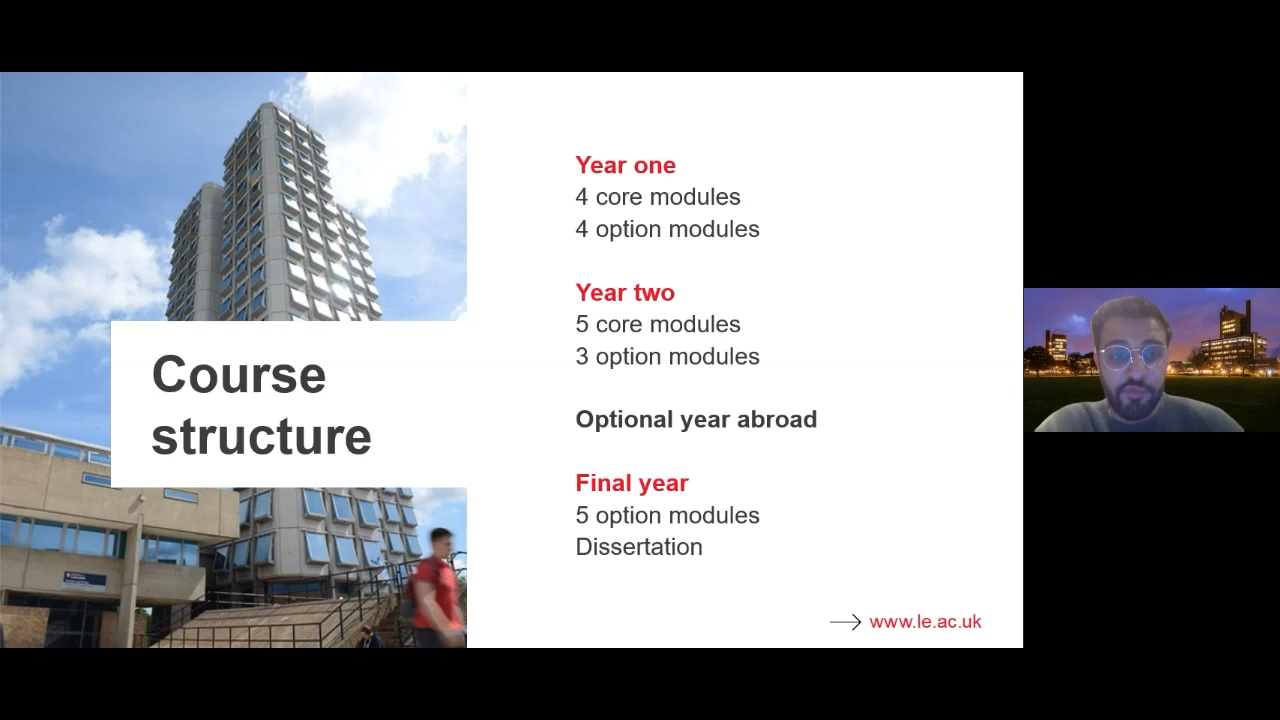 Course
structure
Year one
4 core modules
4 option modules
Year two
5 core modules
3 option modules
Optional year abroad
Final year
5 option modules
Dissertation
www.le.ac.uk